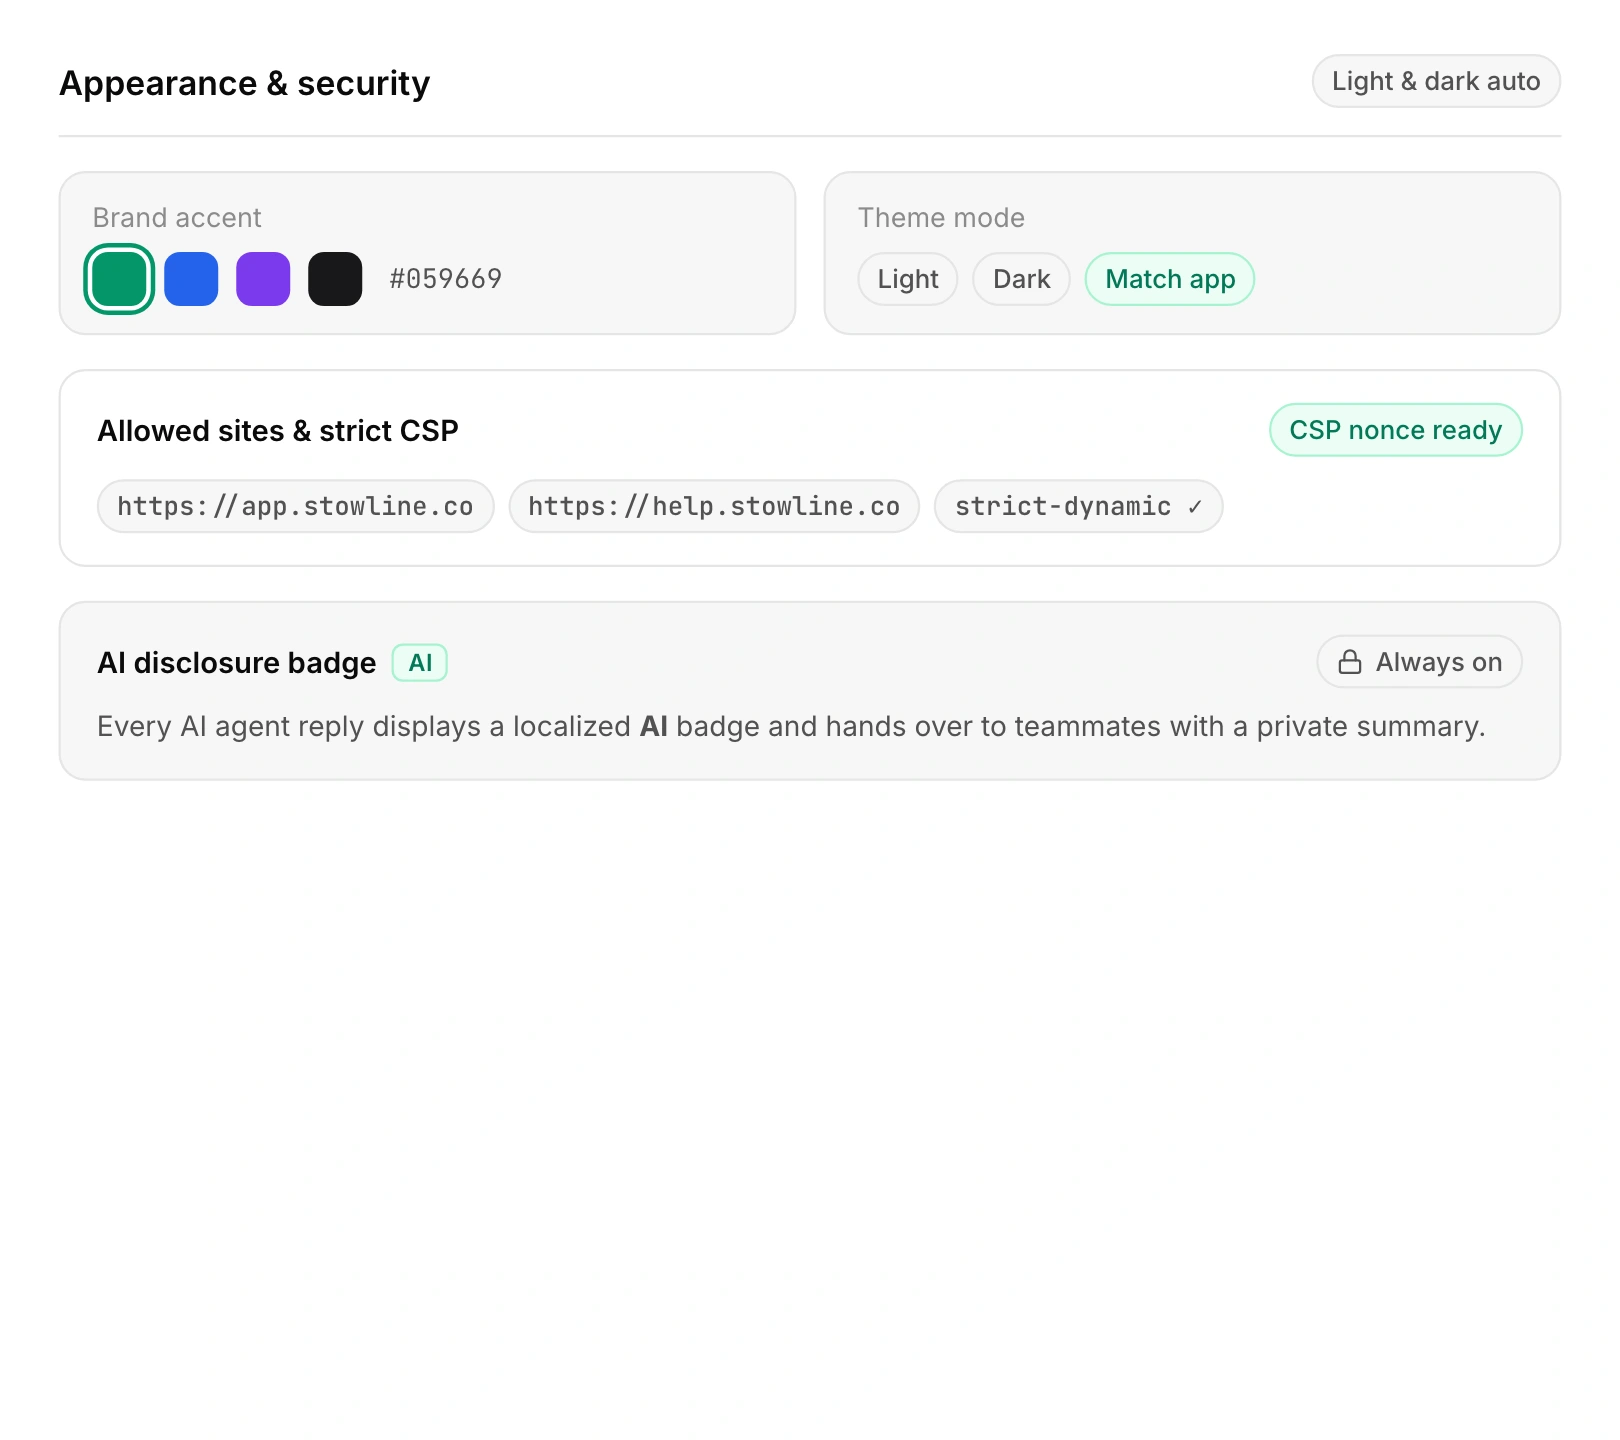 Appearance & security
Light & dark auto
Brand accent
#059669
Theme mode
Light
Dark
Match app
Allowed sites & strict CSP
CSP nonce ready
https://app.stowline.co
https://help.stowline.co
strict-dynamic ✓
AI disclosure badge
AI
Always on
Every AI agent reply displays a localized AI badge and hands over to teammates with a private summary.